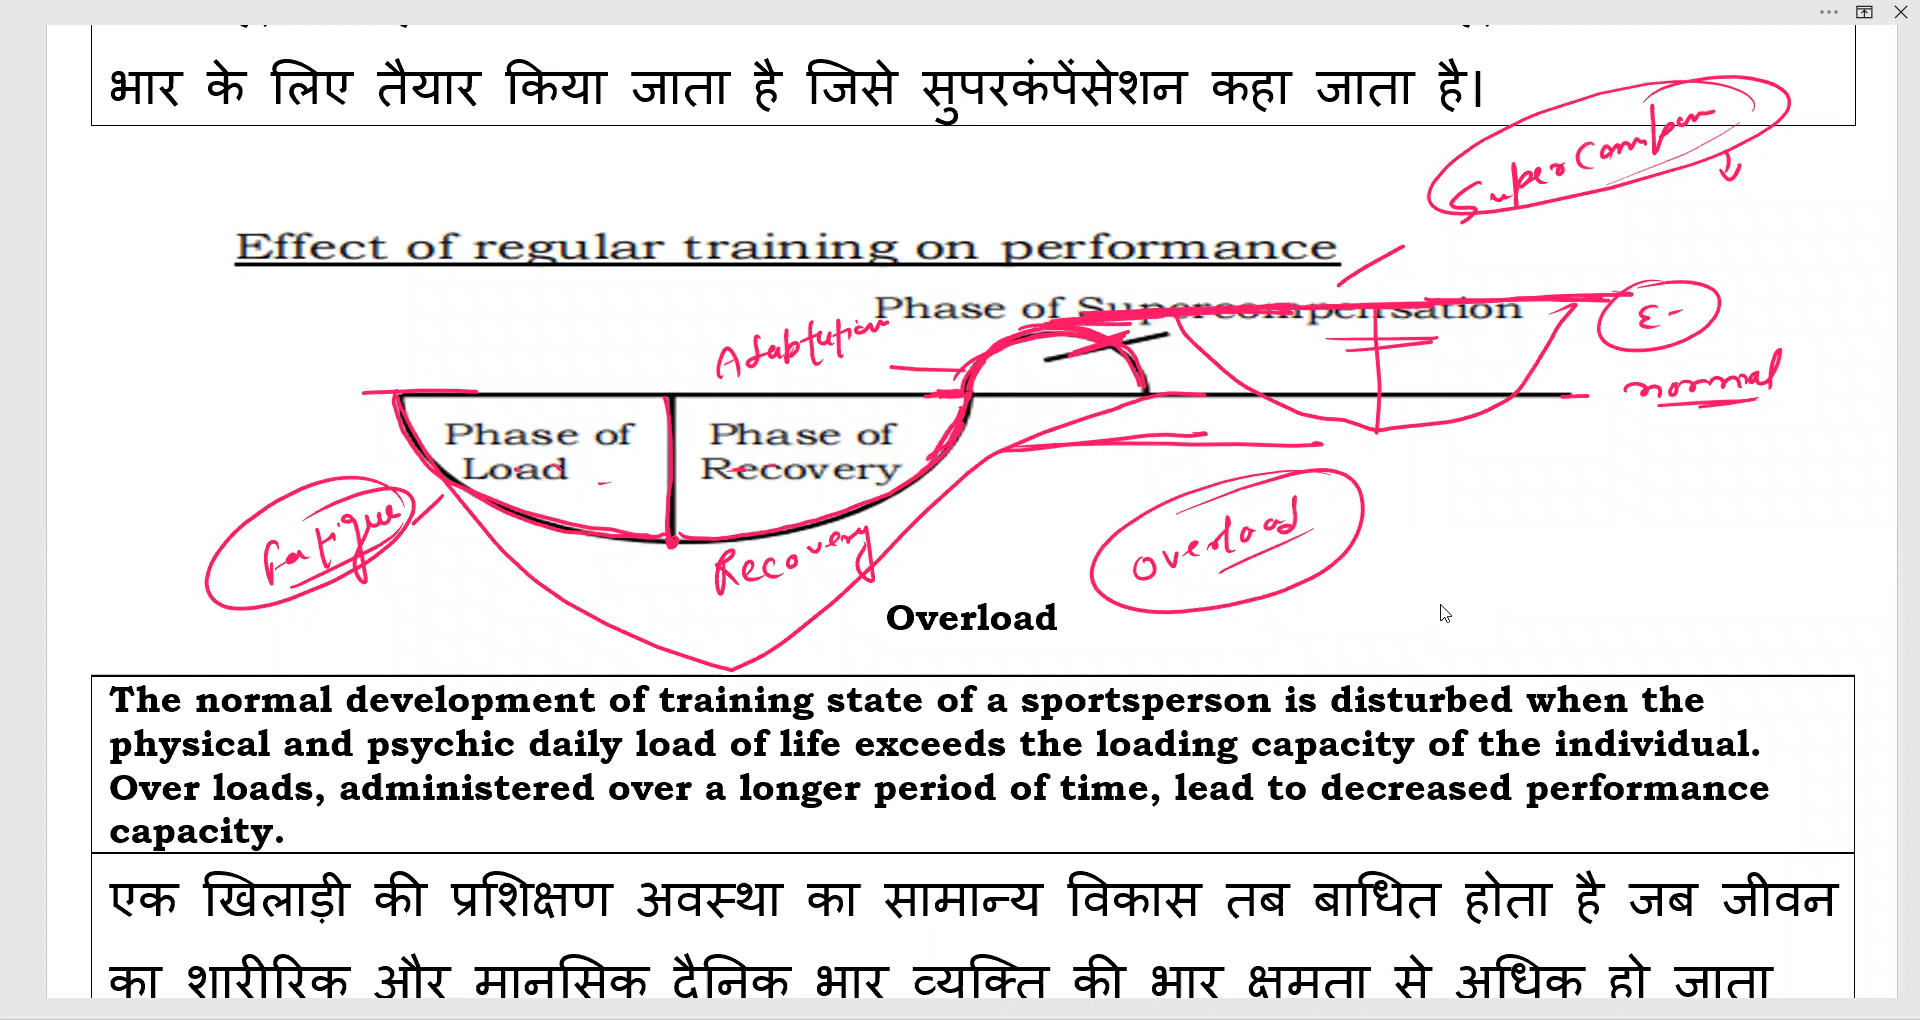 भार के लिए तैयार किया जाता है जिसे सुपरकंपेंसेशन कहा जाता है।
Supercompen
Effect of regular training on performance
Phase of Supercompensation
Adaptation
normal
Phase of Load
Phase of Recovery
Fatigue
Recovery
Overload
Overload
The normal development of training state of a sportsperson is disturbed when the
physical and psychic daily load of life exceeds the loading capacity of the individual.
Over loads, administered over a longer period of time, lead to decreased performance
capacity.
एक खिलाड़ी की प्रशिक्षण अवस्था का सामान्य विकास तब बाधित होता है जब जीवन
का शारीरिक और मानसिक दैनिक भार व्यक्ति की भार क्षमता से अधिक हो जाता